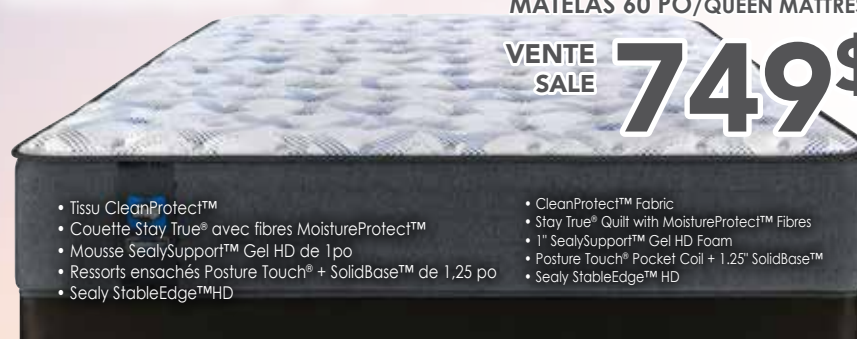 MATELAS 60 PO/QUEEN MATTRES
VENTE
SALE
749$
• Tissu CleanProtect™
• Couette Stay True® avec fibres MoistureProtect™
• Mousse SealySupport™ Gel HD de 1po
• Ressorts ensachés Posture Touch® + SolidBase™ de 1,25 po
• Sealy StableEdge™HD
• CleanProtect™ Fabric
• Stay True® Quilt with MoistureProtect™ Fibres
• 1" SealySupport™ Gel HD Foam
• Posture Touch® Pocket Coil + 1.25" SolidBase™
• Sealy StableEdge™ HD